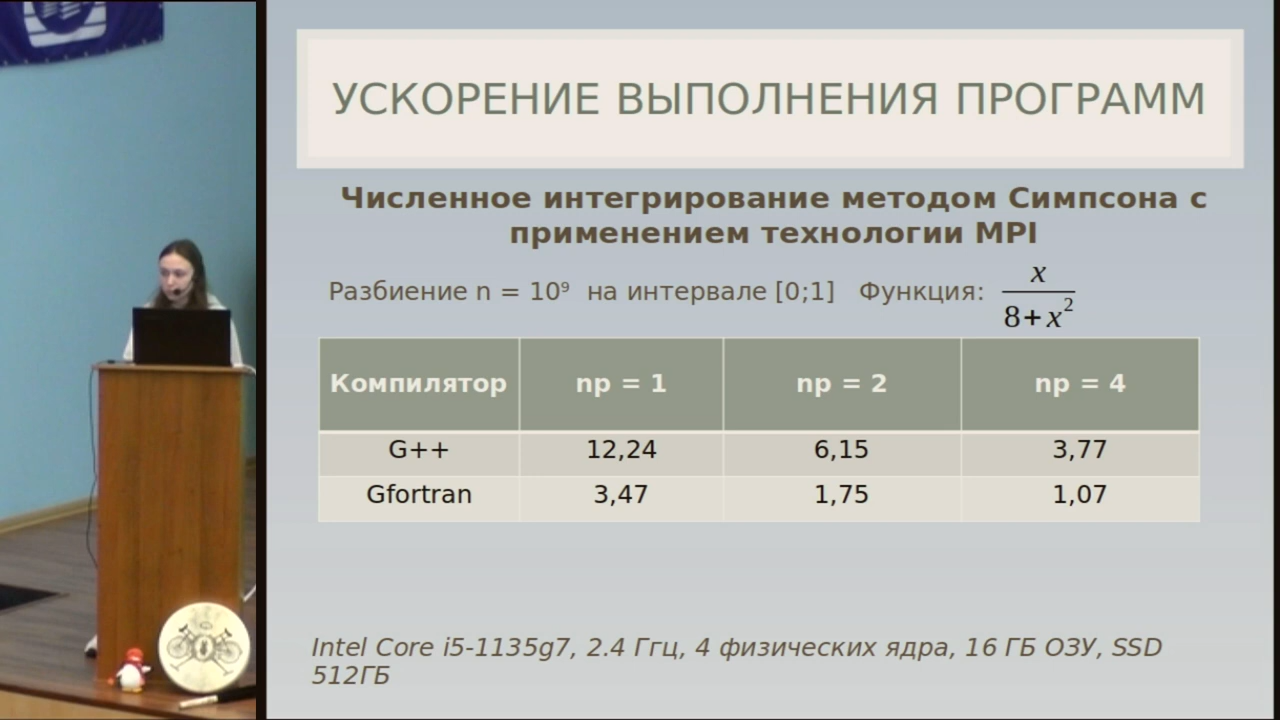 УСКОРЕНИЕ ВЫПОЛНЕНИЯ ПРОГРАММ
Численное интегрирование методом Симпсона с
применением технологии MPI
Разбиение n = 10⁹ на интервале [0;1] Функция:
x
8+x²
Компилятор np = 1 np = 2 np = 4
G++ 12,24 6,15 3,77
Gfortran 3,47 1,75 1,07
Intel Core i5-1135g7, 2.4 Ггц, 4 физических ядра, 16 ГБ ОЗУ, SSD
512ГБ